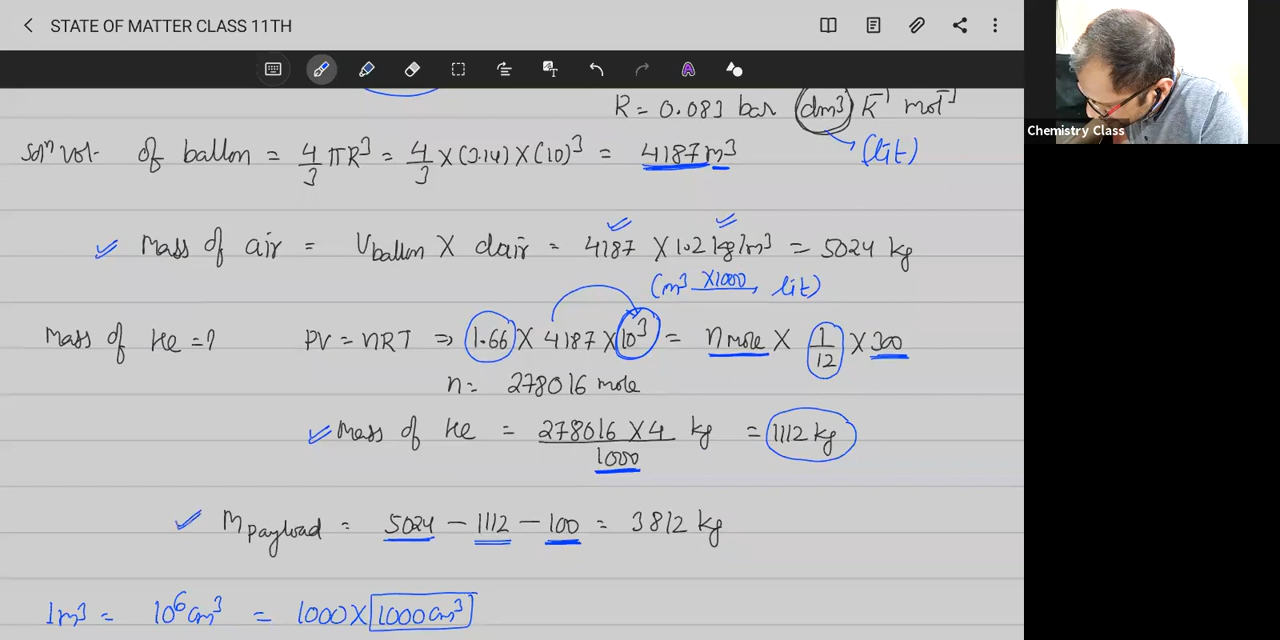 STATE OF MATTER CLASS 11TH
Chemistry Class
R = 0.083 bar dm3 K-1 mol-1
Soln vol. of ballon = 4/3 πR3 = 4/3 × (3.14) × (10)3 = 4187 m3
(lit)
Mass of air = Vballon × dair = 4187 × 1.2 kg/m3 = 5024 kg
(m3 ×1000, lit)
Mass of He = ? PV = nRT ⇒ 1.66 × 4187 × 103 = n mole × 1/12 × 300
n = 278016 mole
Mass of He = 278016 × 4 / 1000 kg = 1112 kg
Mpayload = 5024 - 1112 - 100 = 3812 kg
1m3 = 106 cm3 = 1000 × 1000 cm3